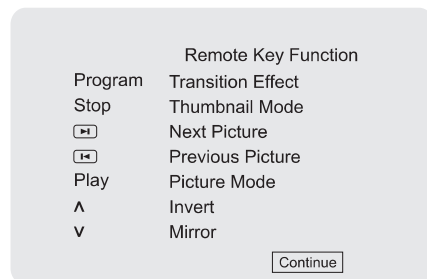 Remote Key Function
Program Transition Effect
Stop Thumbnail Mode
Next Picture
Previous Picture
Play Picture Mode
∧ Invert
∨ Mirror
Continue